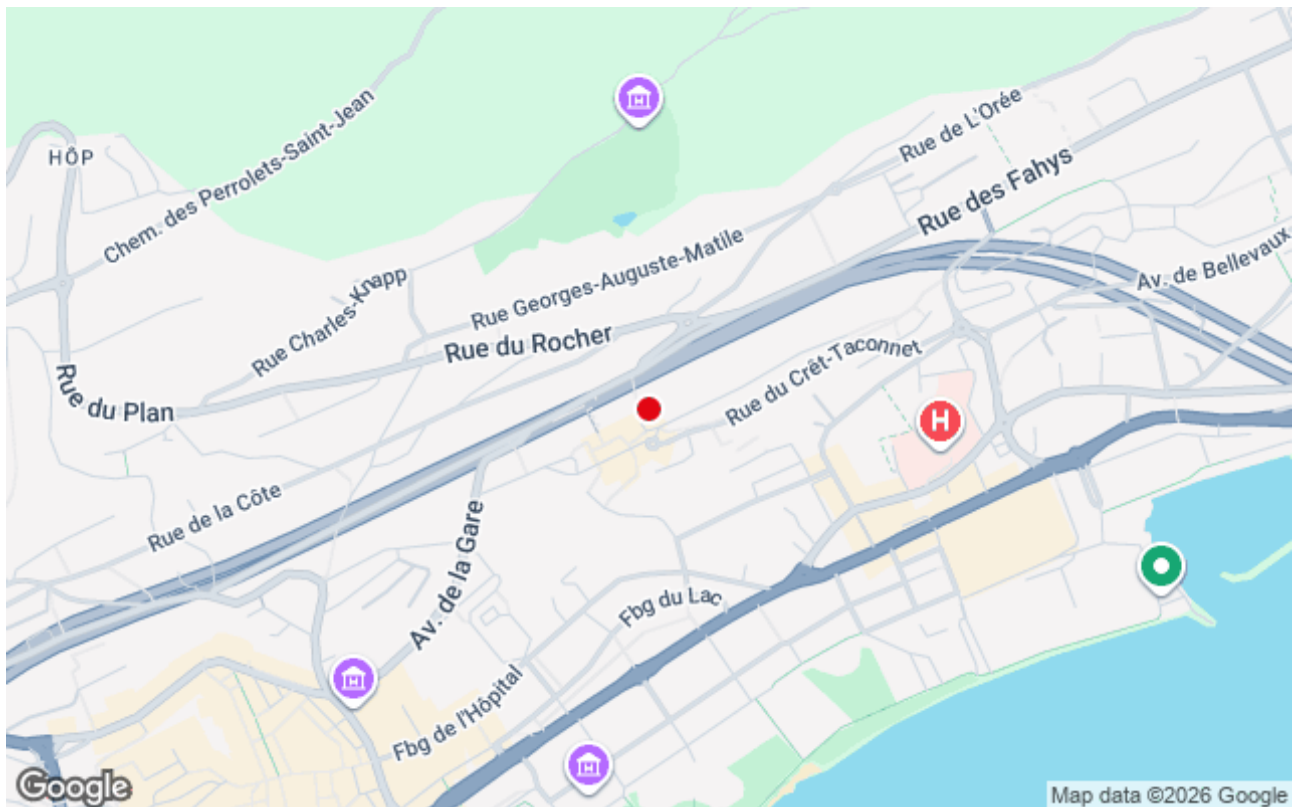 HÔP
Chem. des Perrolets-Saint-Jean
Rue de L'Orée
Rue des Fahys
Rue Georges-Auguste-Matile
Av. de Bellevaux
Rue Charles-Knapp
Rue du Rocher
Rue du Crêt-Taconnet
Rue du Plan
H
Rue de la Côte
Av. de la Gare
Fbg du Lac
Fbg de l'Hôpital
Google
Map data ©2026 Google